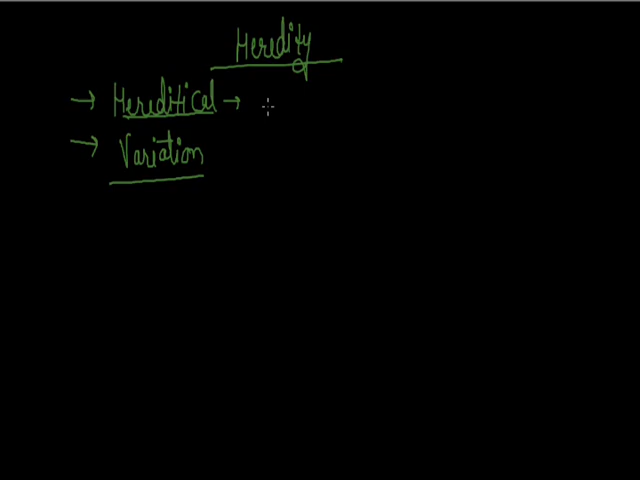 Heredity
→ Hereditical →
→ Variation